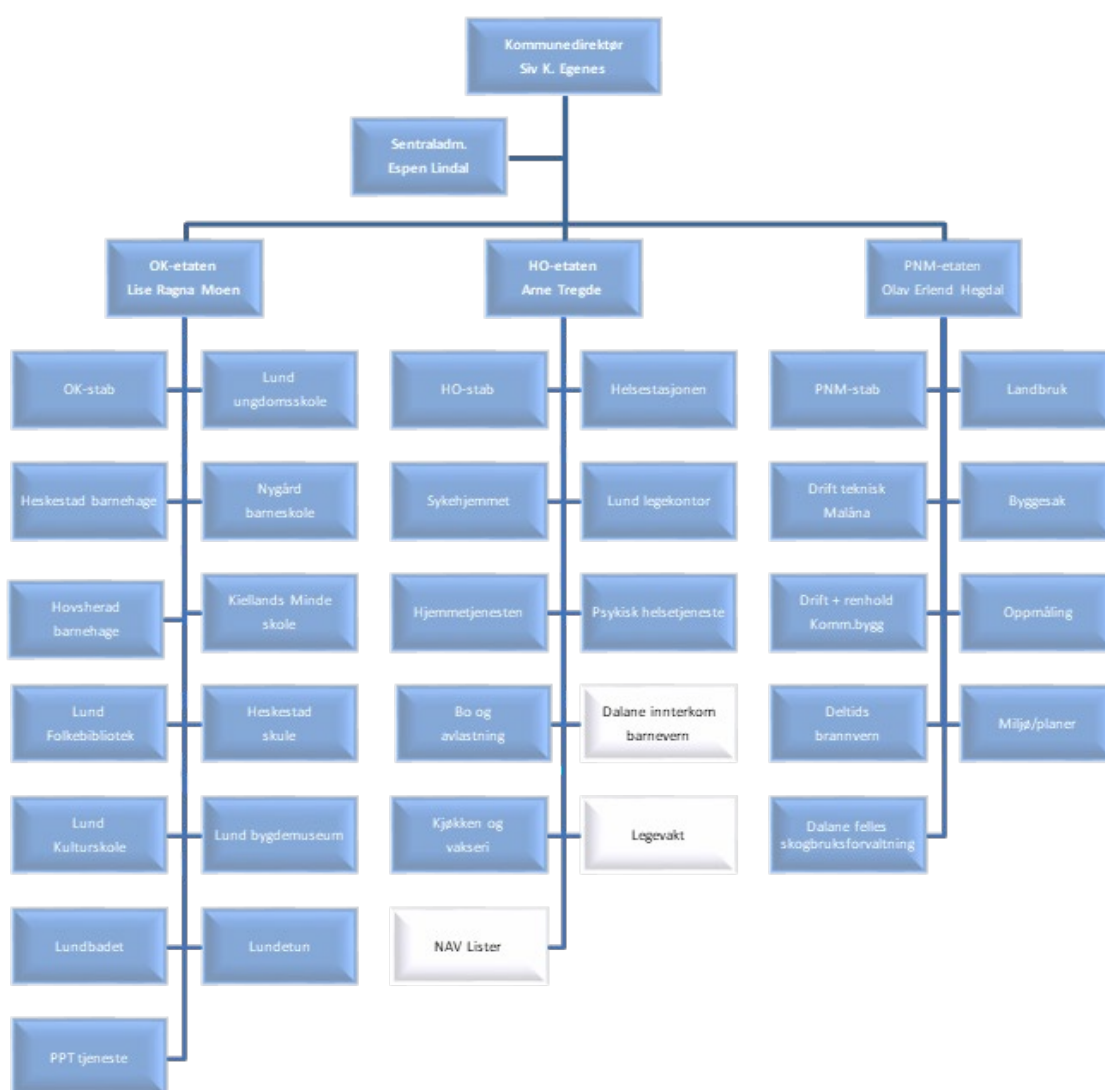 Kommunedirektør
Siv K. Egenes
Sentraladm.
Espen Lindal
OK-etaten
Lise Ragna Moen
HO-etaten
Arne Tregde
PNM-etaten
Olav Erlend Hegdal
OK-stab
Lund
ungdomsskole
Heskestad barnehage
Nygård
barneskole
Hovsherad
barnehage
Kiellands Minde
skole
Lund
Folkebibliotek
Heskestad
skule
Lund
Kulturskole
Lund bygdemuseum
Lundbadet
Lundetun
PPT tjeneste
HO-stab
Helsestasjonen
Sykehjemmet
Lund legekontor
Hjemmetjenesten
Psykisk helsetjeneste
Bo og
avlastning
Dalane innterkom
barnevern
Kjøkken og
vakseri
Legevakt
NAV Lister
PNM-stab
Landbruk
Drift teknisk
Malåna
Byggesak
Drift + renhold
Komm.bygg
Oppmåling
Deltids
brannvern
Miljø/planer
Dalane felles
skogbruksforvaltning